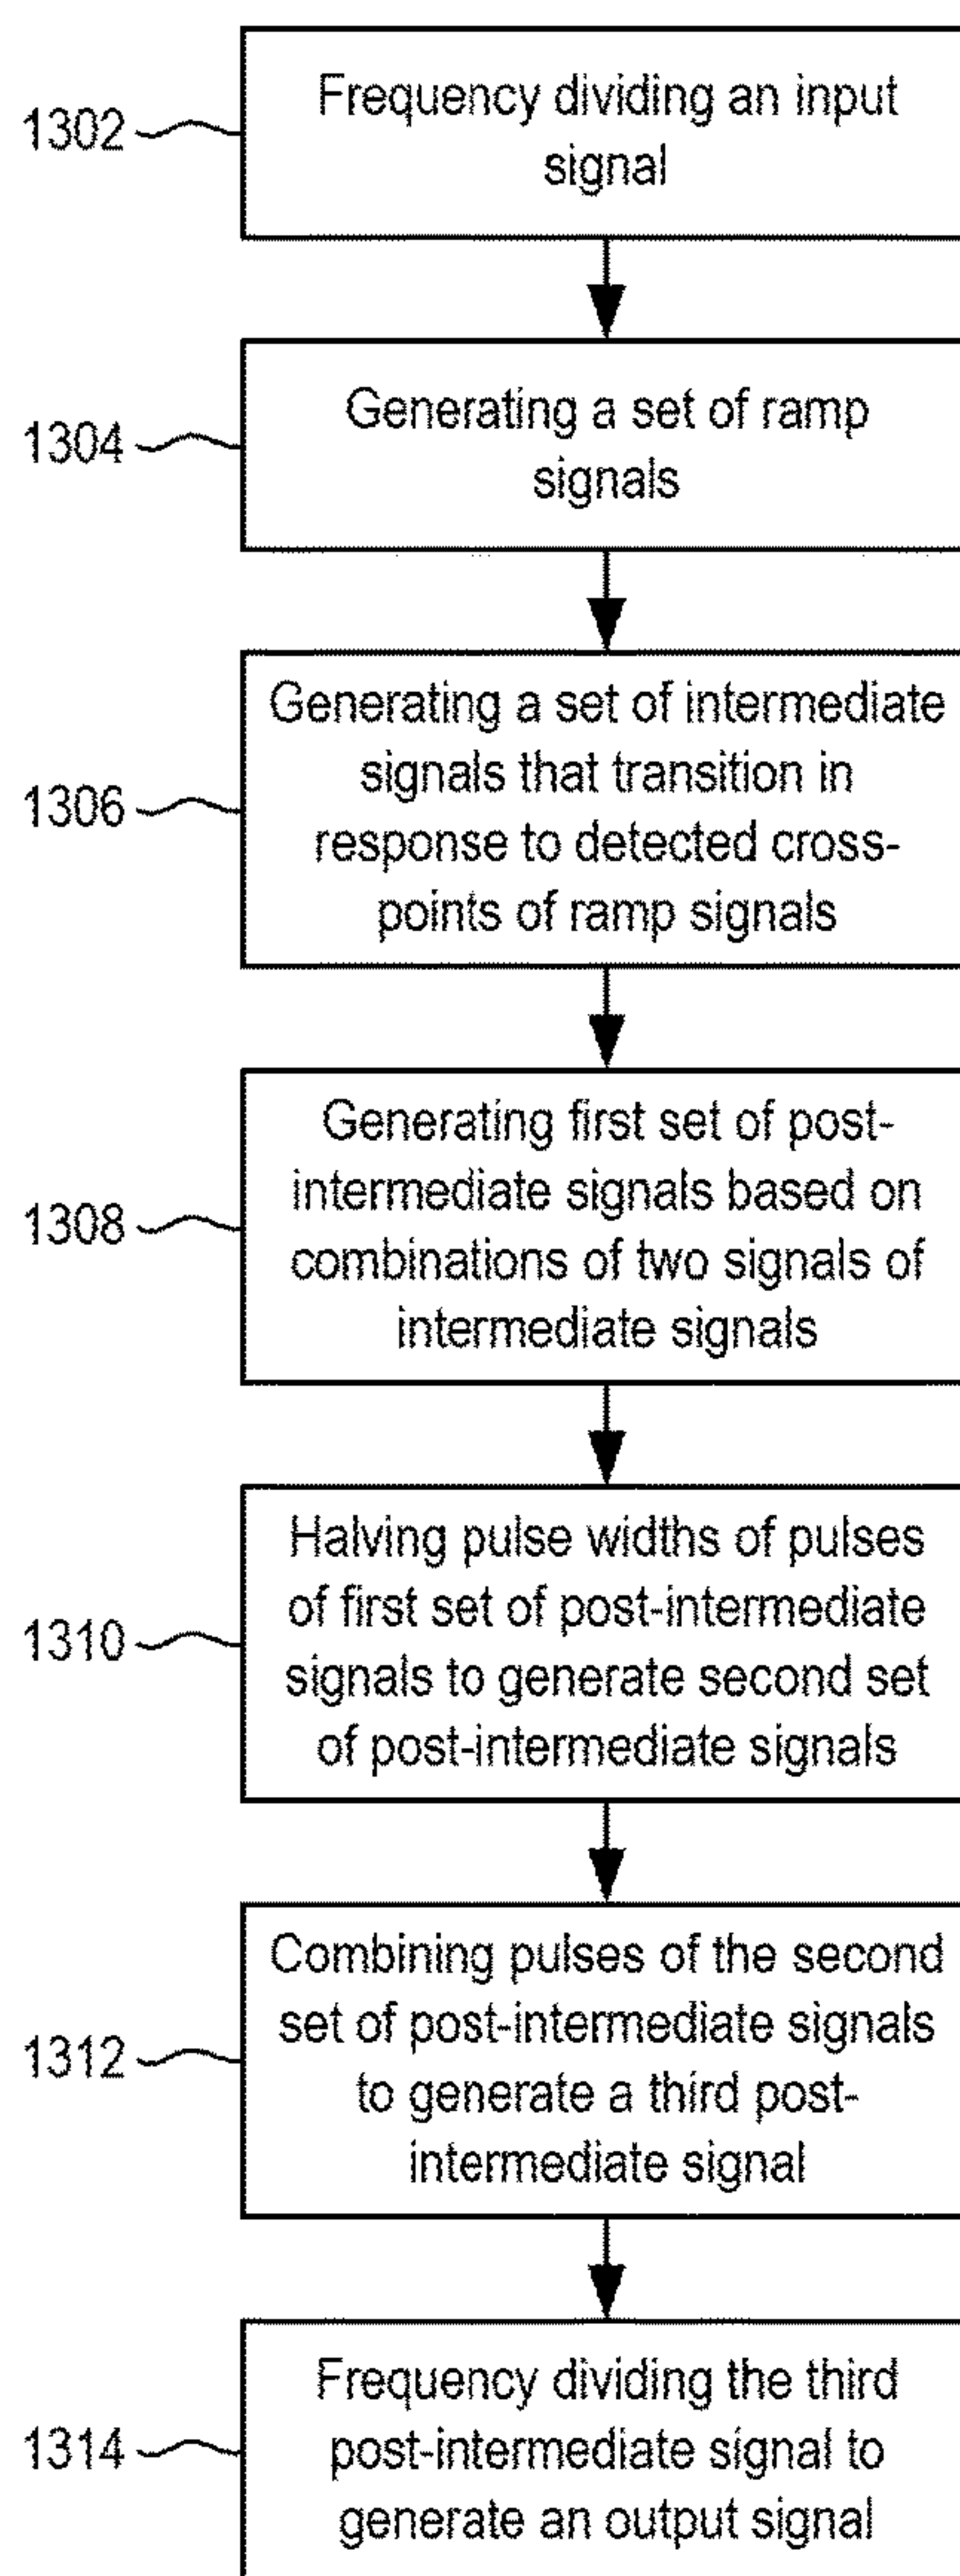 1302
Frequency dividing an input
signal
1304
Generating a set of ramp
signals
1306
Generating a set of intermediate
signals that transition in
response to detected cross-
points of ramp signals
1308
Generating first set of post-
intermediate signals based on
combinations of two signals of
intermediate signals
1310
Halving pulse widths of pulses
of first set of post-intermediate
signals to generate second set
of post-intermediate signals
1312
Combining pulses of the second
set of post-intermediate signals
to generate a third post-
intermediate signal
1314
Frequency dividing the third
post-intermediate signal to
generate an output signal